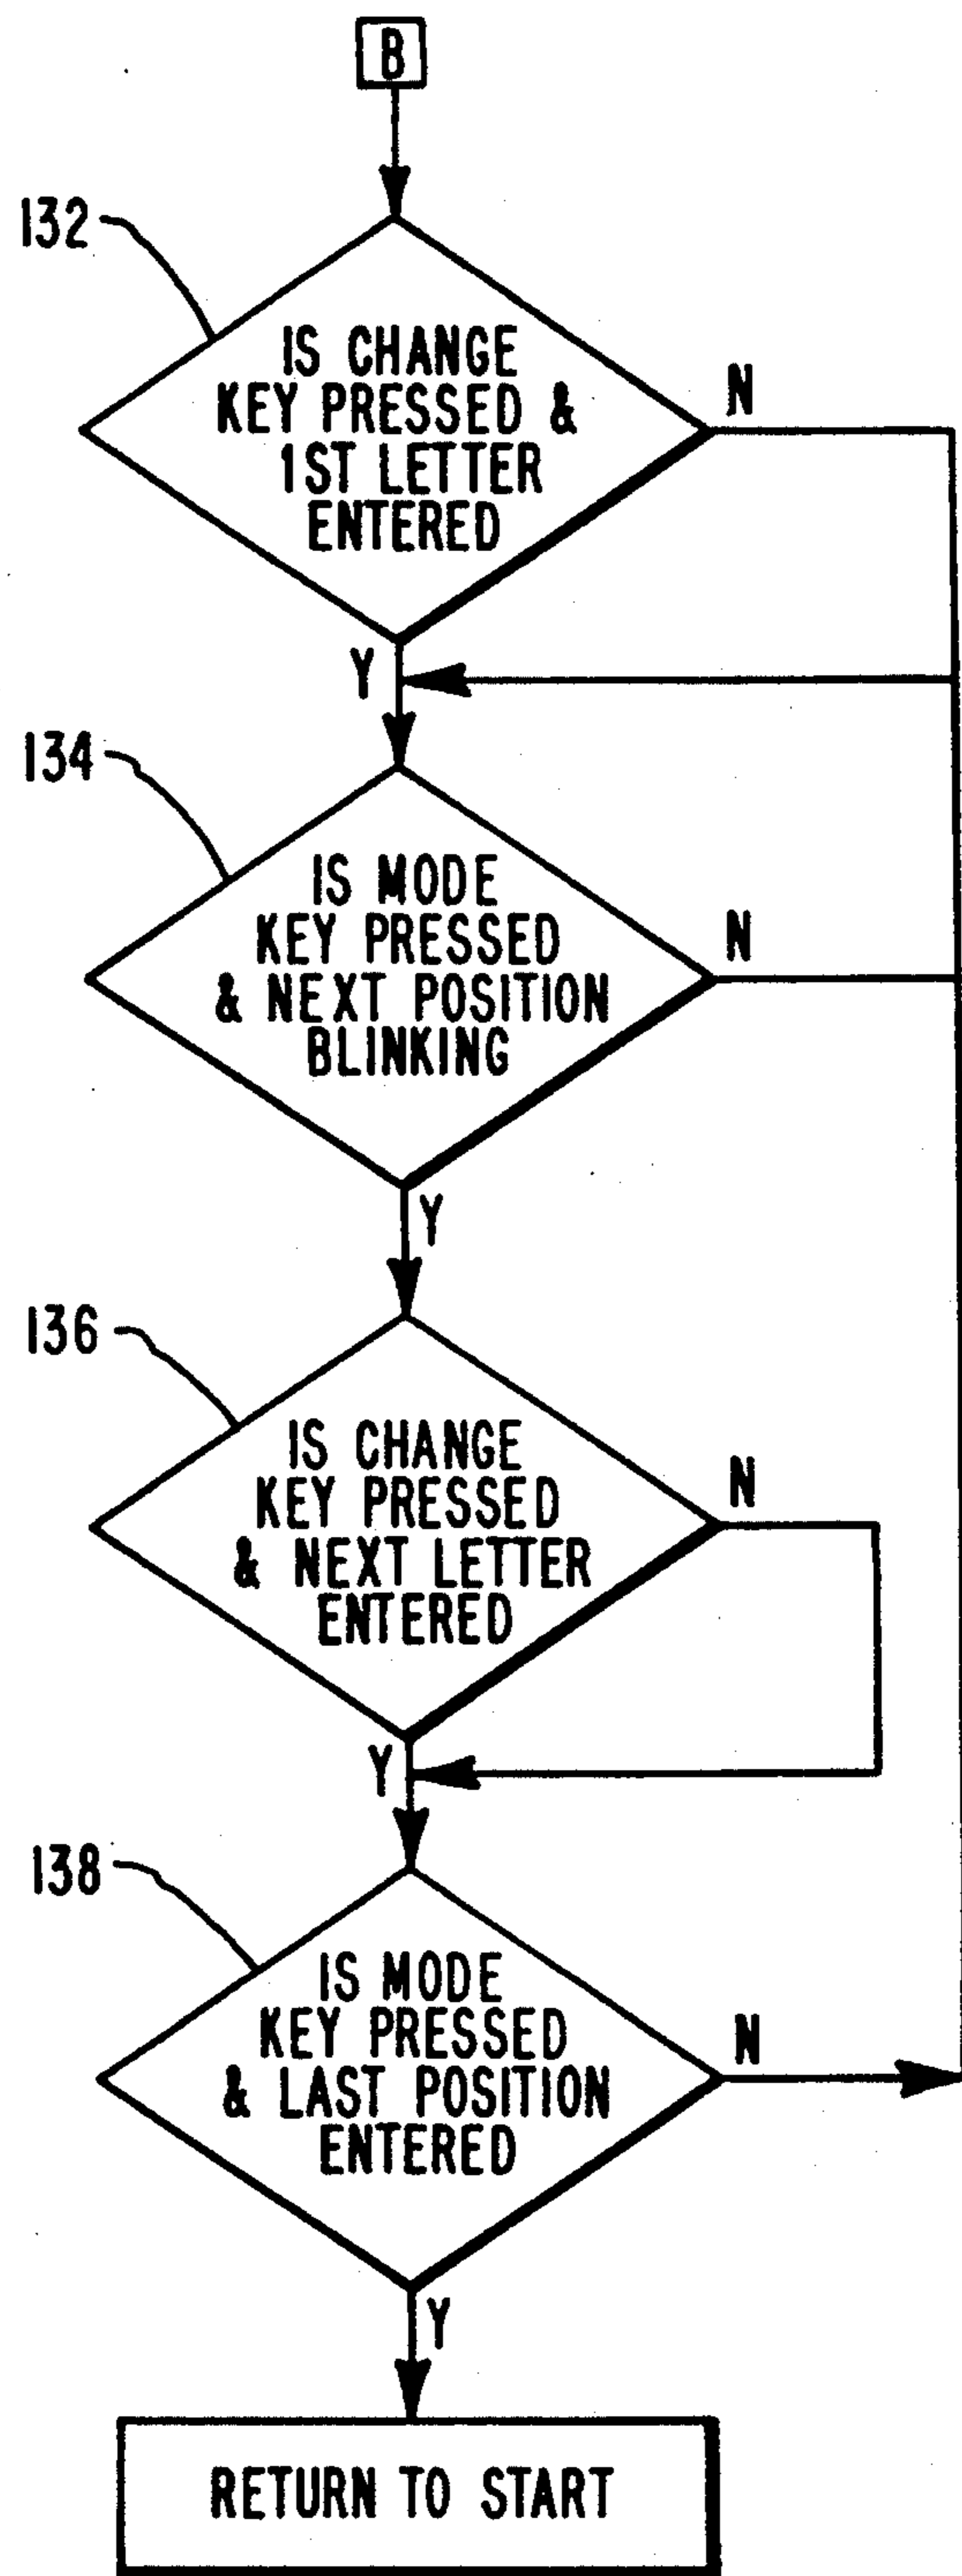 B
132
IS CHANGE
KEY PRESSED &
1ST LETTER
ENTERED
N
Y
134
IS MODE
KEY PRESSED
& NEXT POSITION
BLINKING
N
Y
136
IS CHANGE
KEY PRESSED
& NEXT LETTER
ENTERED
N
Y
138
IS MODE
KEY PRESSED
& LAST POSITION
ENTERED
N
Y
RETURN TO START